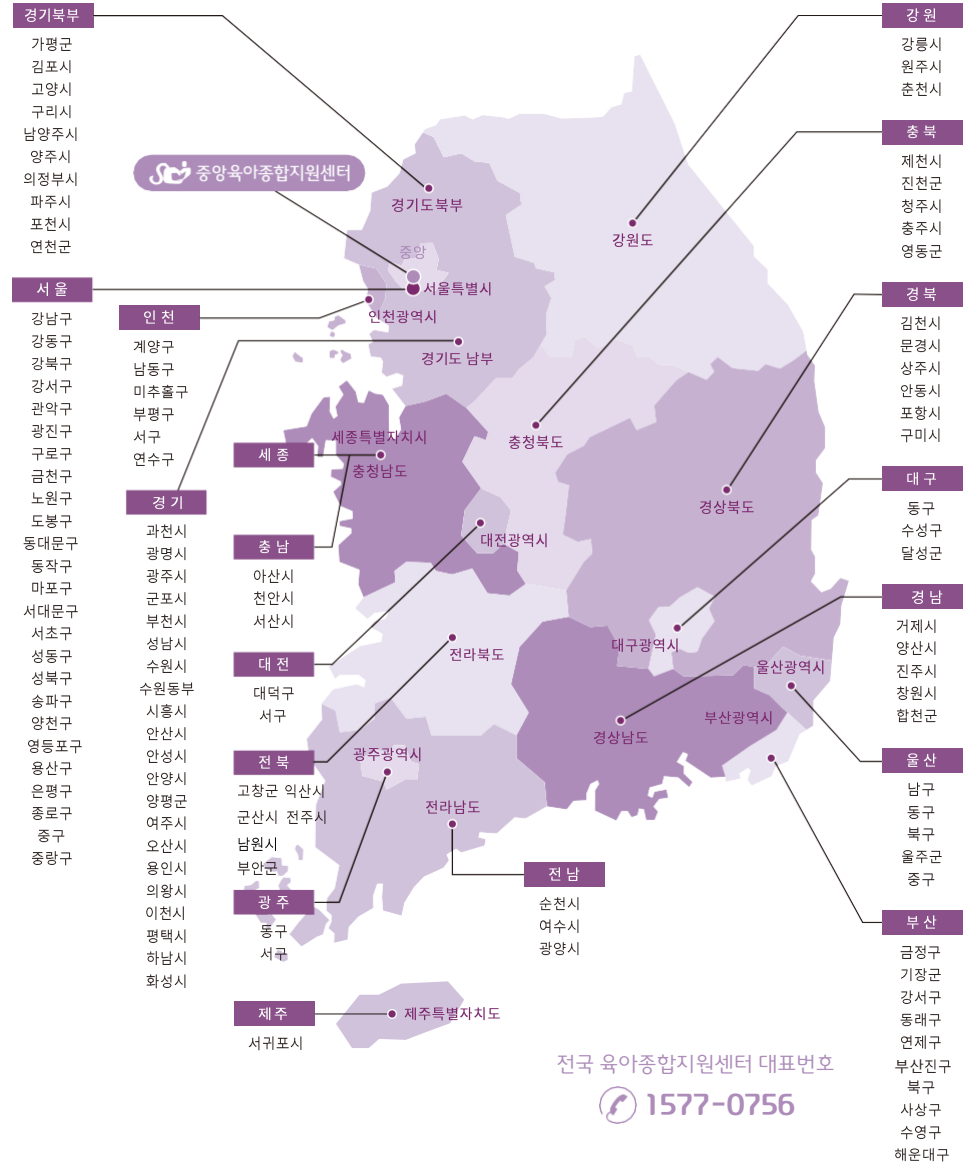 경기북부
가평군
김포시
고양시
구리시
남양주시
양주시
의정부시
파주시
포천시
연천군
서울
강남구
강동구
강북구
강서구
관악구
광진구
구로구
금천구
노원구
도봉구
동대문구
동작구
마포구
서대문구
서초구
성동구
성북구
송파구
양천구
영등포구
용산구
은평구
종로구
중구
중랑구
인천
계양구
남동구
미추홀구
부평구
서구
연수구
경기
과천시
광명시
광주시
군포시
부천시
성남시
수원시
수원동부
시흥시
안산시
안성시
안양시
양평군
여주시
오산시
용인시
의왕시
이천시
평택시
하남시
화성시
중앙육아종합지원센터
경기도북부
중앙
서울특별시
인천광역시
경기도 남부
강원도
세종특별자치시
충청남도
충청북도
대전광역시
경상북도
전라북도
대구광역시
울산광역시
부산광역시
경상남도
광주광역시
전라남도
제주특별자치도
세종
충남
아산시
천안시
서산시
대전
대덕구
서구
전북
고창군 익산시
군산시 전주시
남원시
부안군
광주
동구
서구
제주
서귀포시
전남
순천시
여수시
광양시
강원
강릉시
원주시
춘천시
충북
제천시
진천군
청주시
충주시
영동군
경북
김천시
문경시
상주시
안동시
포항시
구미시
대구
동구
수성구
달성군
경남
거제시
양산시
진주시
창원시
합천군
울산
남구
동구
북구
울주군
중구
부산
금정구
기장군
강서구
동래구
연제구
부산진구
북구
사상구
수영구
해운대구
전국 육아종합지원센터 대표번호
1577-0756